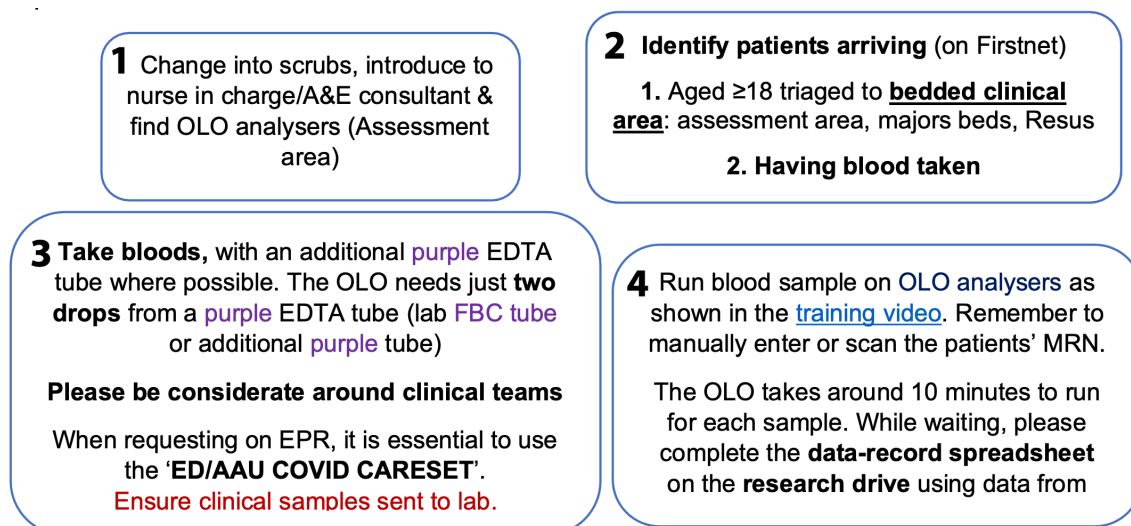 1 Change into scrubs, introduce to
nurse in charge/A&E consultant &
find OLO analysers (Assessment
area)
2 Identify patients arriving (on Firstnet)
1. Aged ≥18 triaged to bedded clinical
area: assessment area, majors beds, Resus
2. Having blood taken
3 Take bloods, with an additional purple EDTA
tube where possible. The OLO needs just two
drops from a purple EDTA tube (lab FBC tube
or additional purple tube)
Please be considerate around clinical teams
When requesting on EPR, it is essential to use
the ‘ED/AAU COVID CARESET’.
Ensure clinical samples sent to lab.
4 Run blood sample on OLO analysers as
shown in the training video. Remember to
manually enter or scan the patients’ MRN.
The OLO takes around 10 minutes to run
for each sample. While waiting, please
complete the data-record spreadsheet
on the research drive using data from